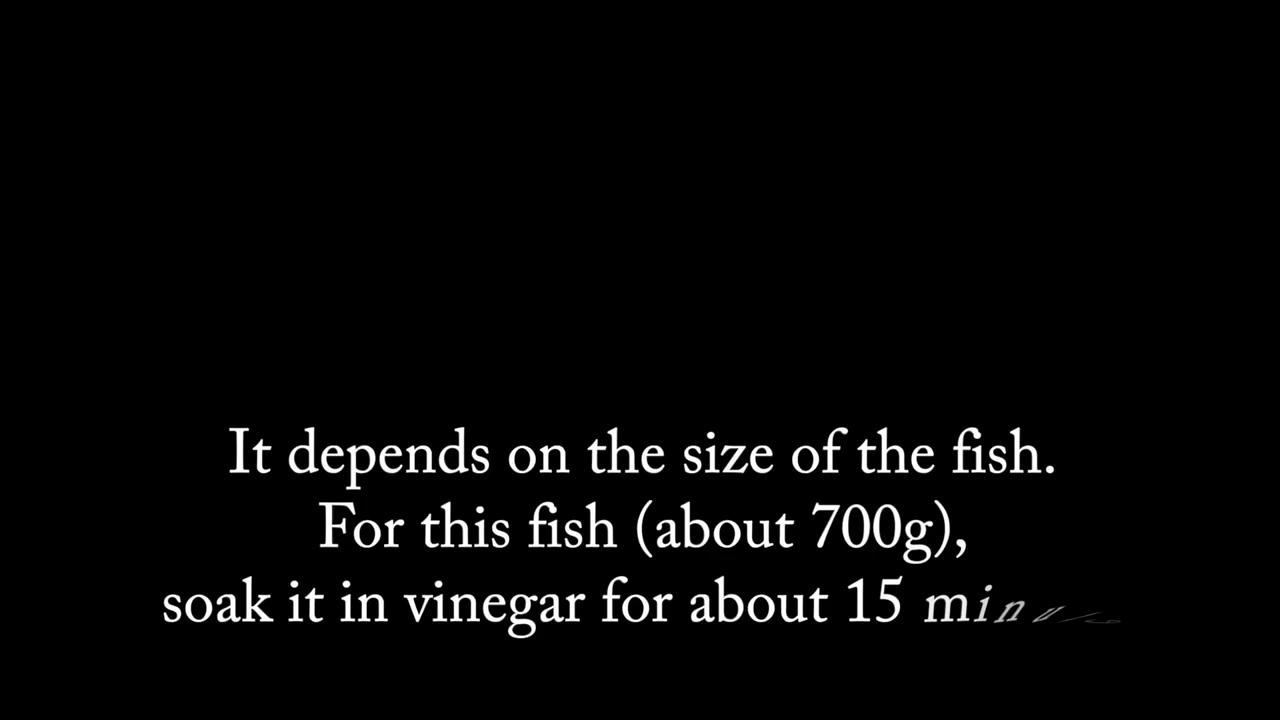 It depends on the size of the fish.
For this fish (about 700g),
soak it in vinegar for about 15 minu